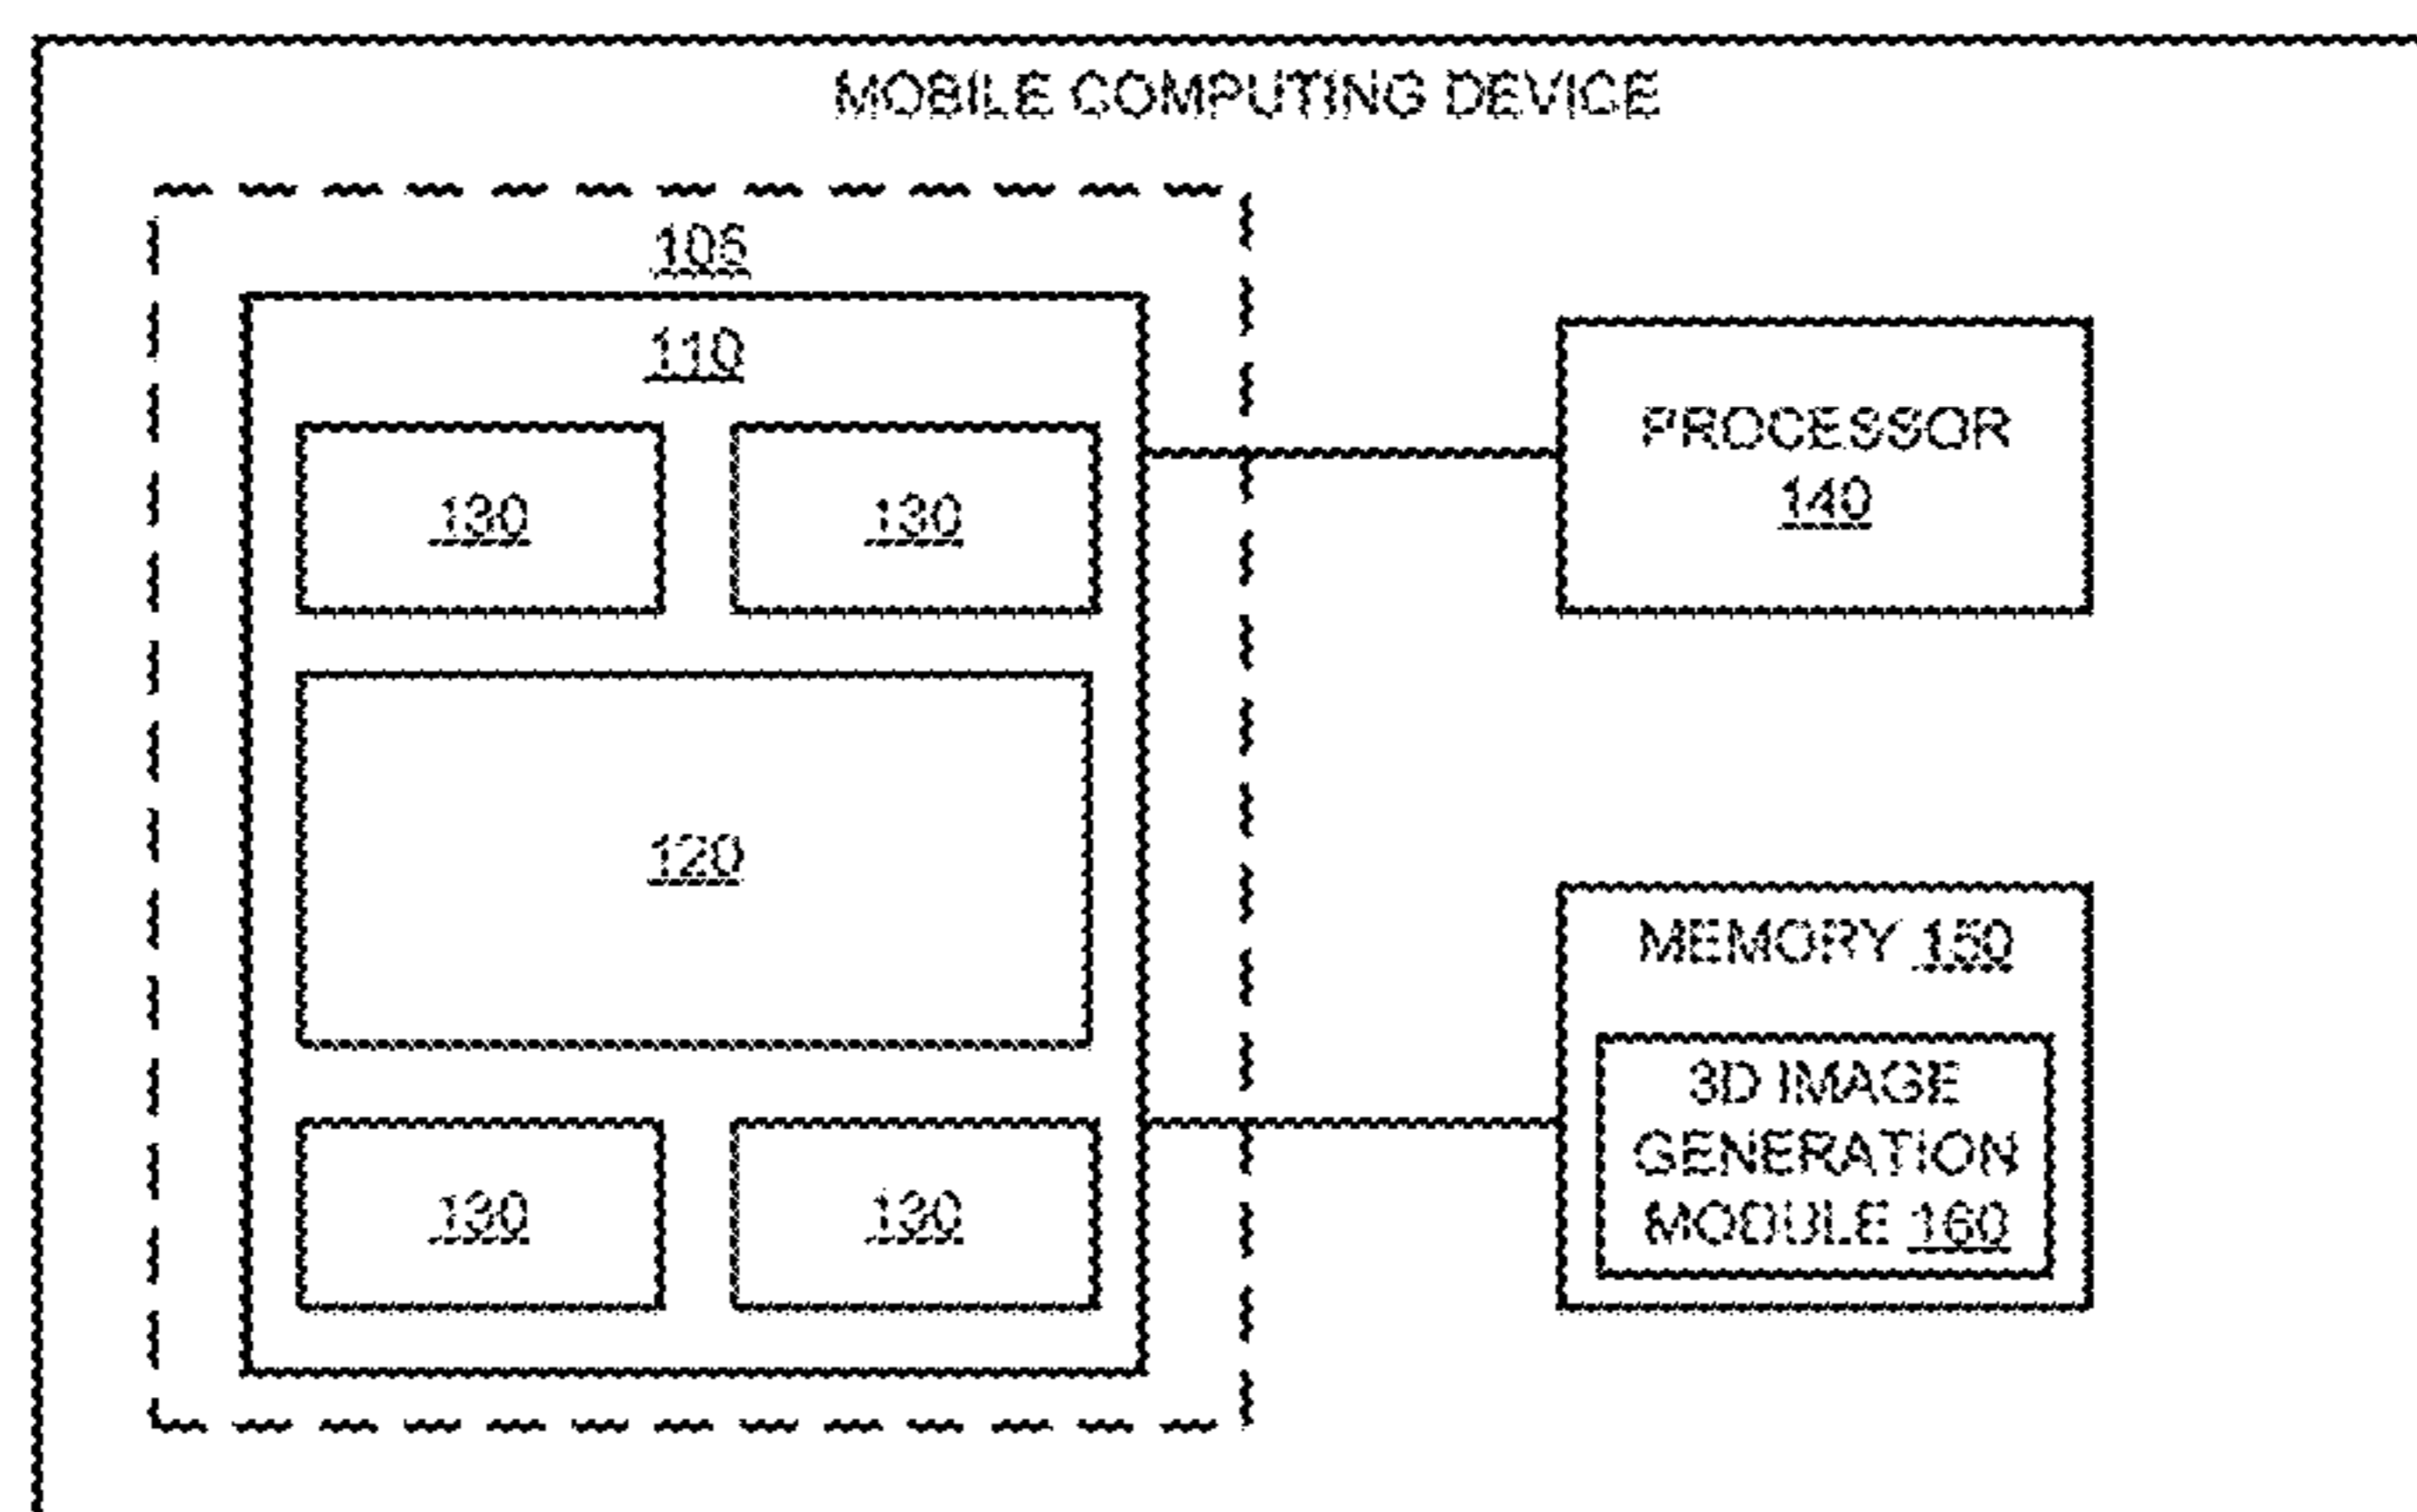 MOBILE COMPUTING DEVICE
105
110
130 130
PROCESSOR
140
120
MEMORY 150
3D IMAGE
GENERATION
MODULE 160
130 130